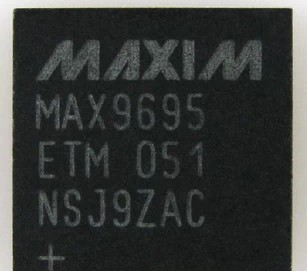 MAXIM
MAX9695
ETM 051
NSJ9ZAC
+